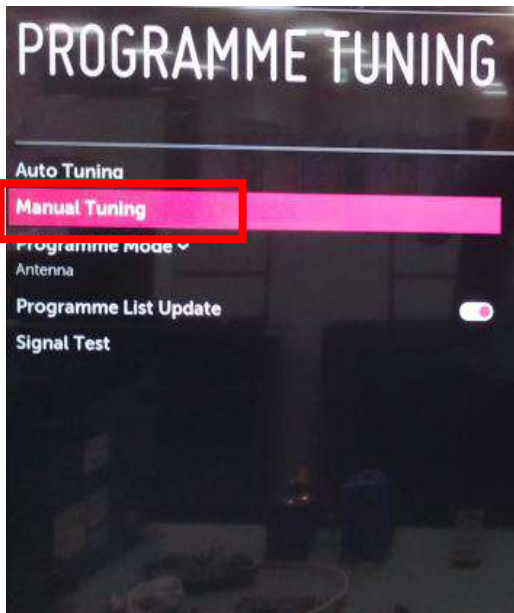 PROGRAMME TUNING
Auto Tuning
Manual Tuning
Programme Mode
Antenna
Programme List Update
Signal Test